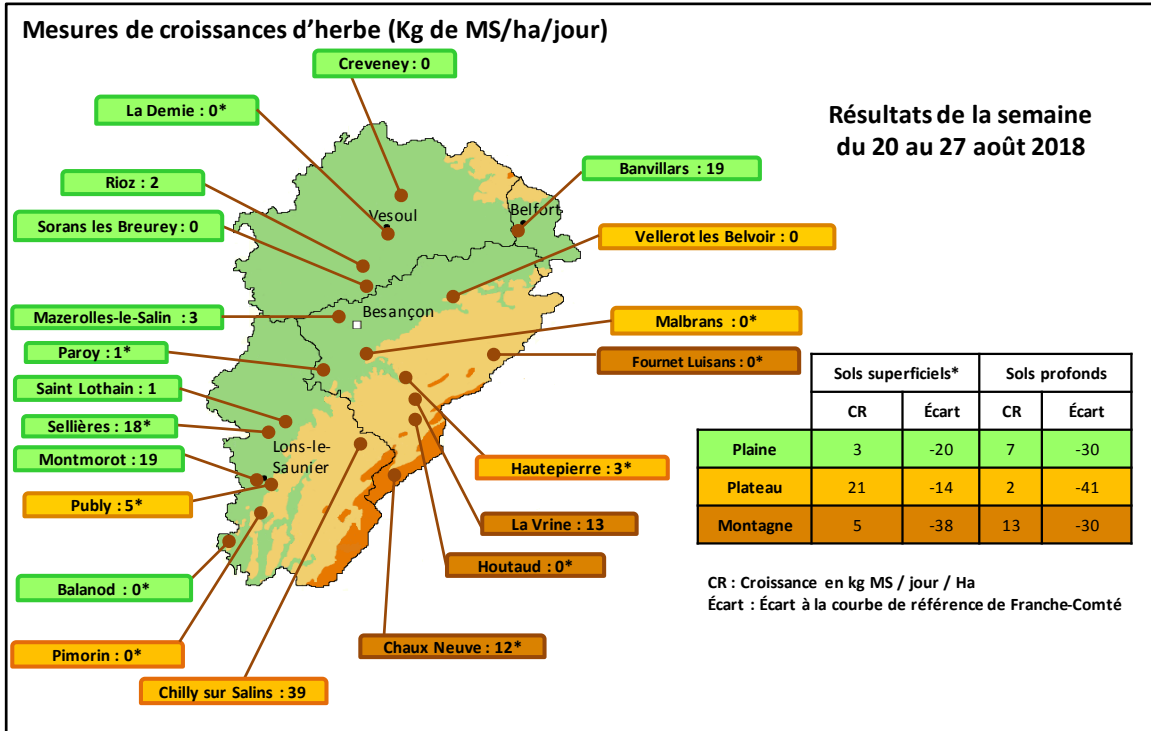 Mesures de croissances d'herbe (Kg de MS/ha/jour)
Résultats de la semaine
du 20 au 27 août 2018
Creveney : 0
La Demie : 0*
Rioz : 2
Sorans les Breurey : 0
Banvillars : 19
Vellerot les Belvoir : 0
Vesoul
Belfort
Besançon
Mazerolles-le-Salin : 3
Malbrans : 0*
Paroy : 1*
Fournet Luisans : 0*
Saint Lothain : 1
Sellières : 18*
Lons-le-
Saunier
Montmorot : 19
Hautepierre : 3*
Publy : 5*
La Vrine : 13
Houtaud : 0*
Balanod : 0*
Chaux Neuve : 12*
Pimorin : 0*
Chilly sur Salins : 39
Sols superficiels* Sols profonds
CR Écart CR Écart
Plaine 3 -20 7 -30
Plateau 21 -14 2 -41
Montagne 5 -38 13 -30
CR : Croissance en kg MS / jour / Ha
Écart : Écart à la courbe de référence de Franche-Comté